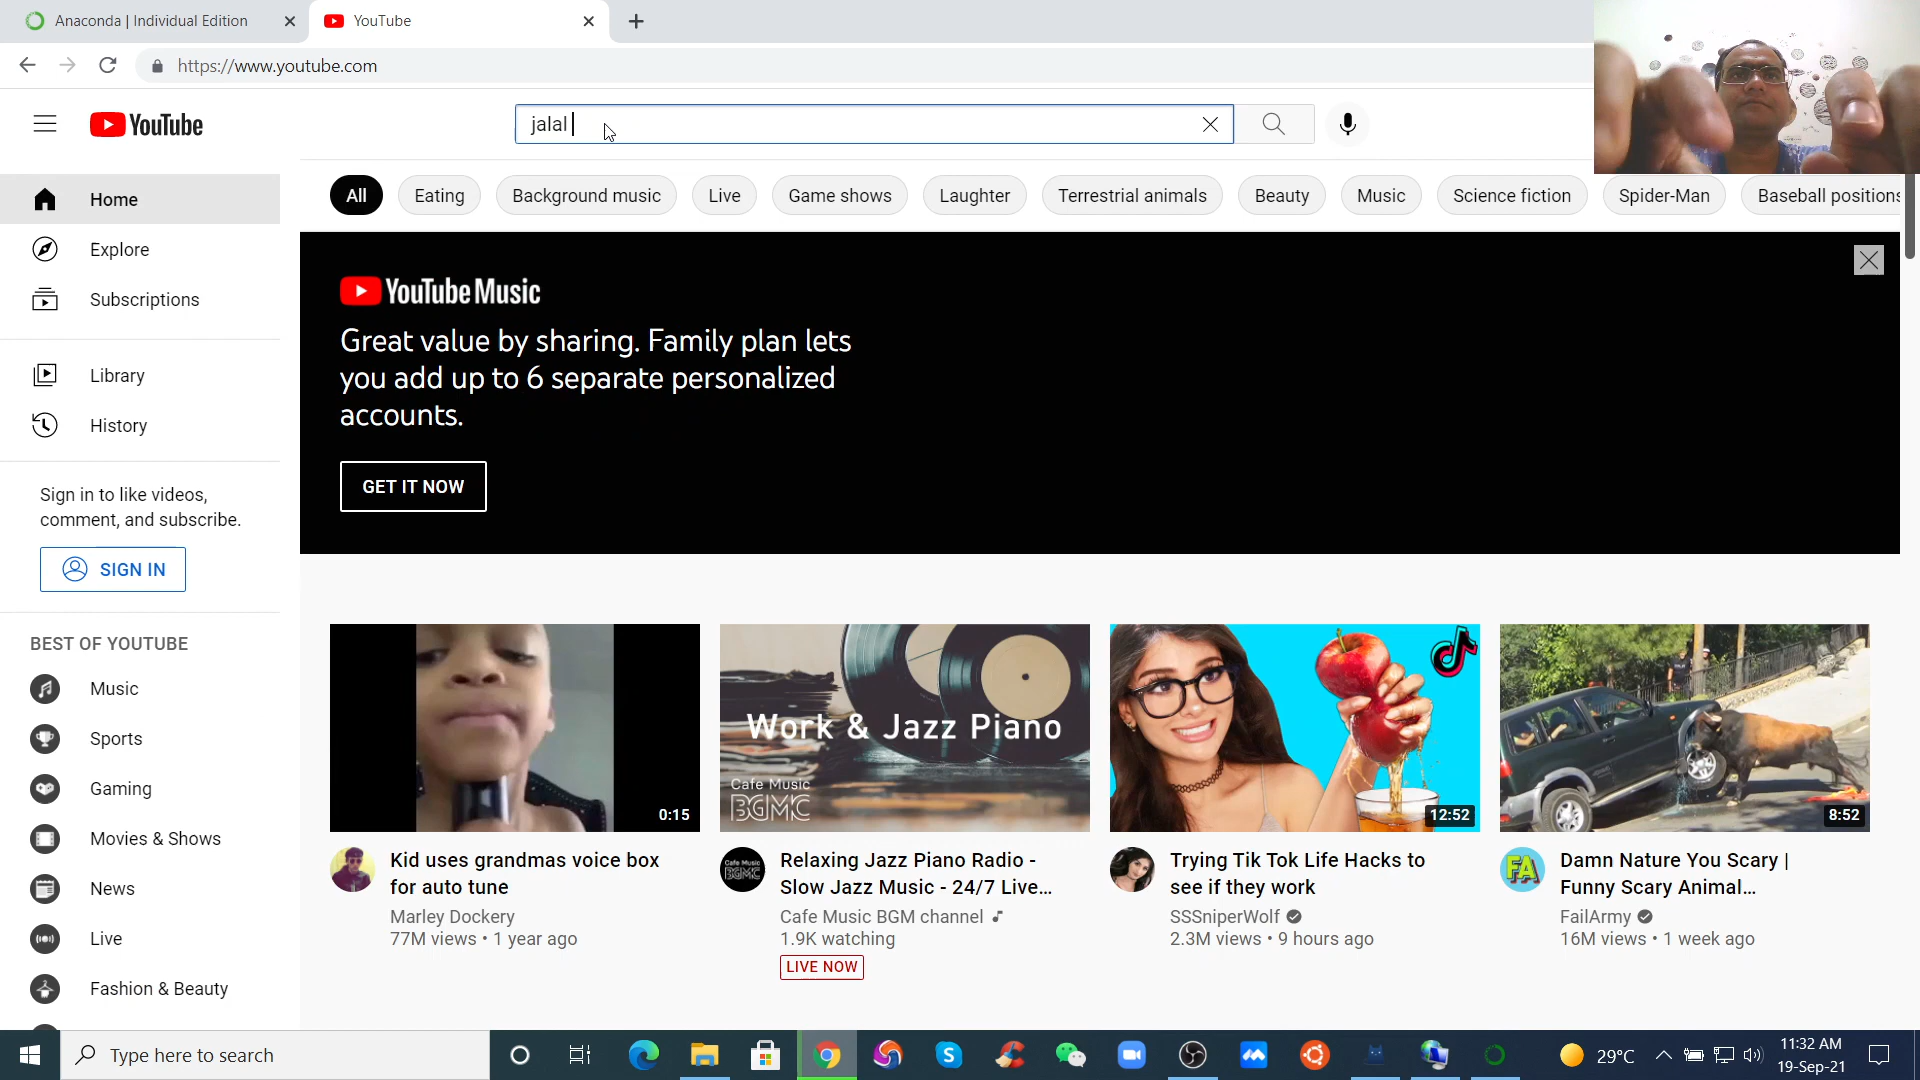 Anaconda | Individual Edition
YouTube
https://www.youtube.com
YouTube
jalal
All
Eating
Background music
Live
Game shows
Laughter
Terrestrial animals
Beauty
Music
Science fiction
Spider-Man
Baseball positions
Home
Explore
Subscriptions
Library
History
Sign in to like videos,
comment, and subscribe.
SIGN IN
BEST OF YOUTUBE
Music
Sports
Gaming
Movies & Shows
News
Live
Fashion & Beauty
YouTube Music
Great value by sharing. Family plan lets
you add up to 6 separate personalized
accounts.
GET IT NOW
0:15
Work & Jazz Piano
Cafe Music
BGMC
12:52
8:52
Kid uses grandmas voice box
for auto tune
Marley Dockery
77M views • 1 year ago
Cafe Music
BGMC
Relaxing Jazz Piano Radio -
Slow Jazz Music - 24/7 Live...
Cafe Music BGM channel
1.9K watching
LIVE NOW
Trying Tik Tok Life Hacks to
see if they work
SSSniperWolf
2.3M views • 9 hours ago
FA
Damn Nature You Scary |
Funny Scary Animal...
FailArmy
16M views • 1 week ago
Type here to search
29°C
11:32 AM
19-Sep-21